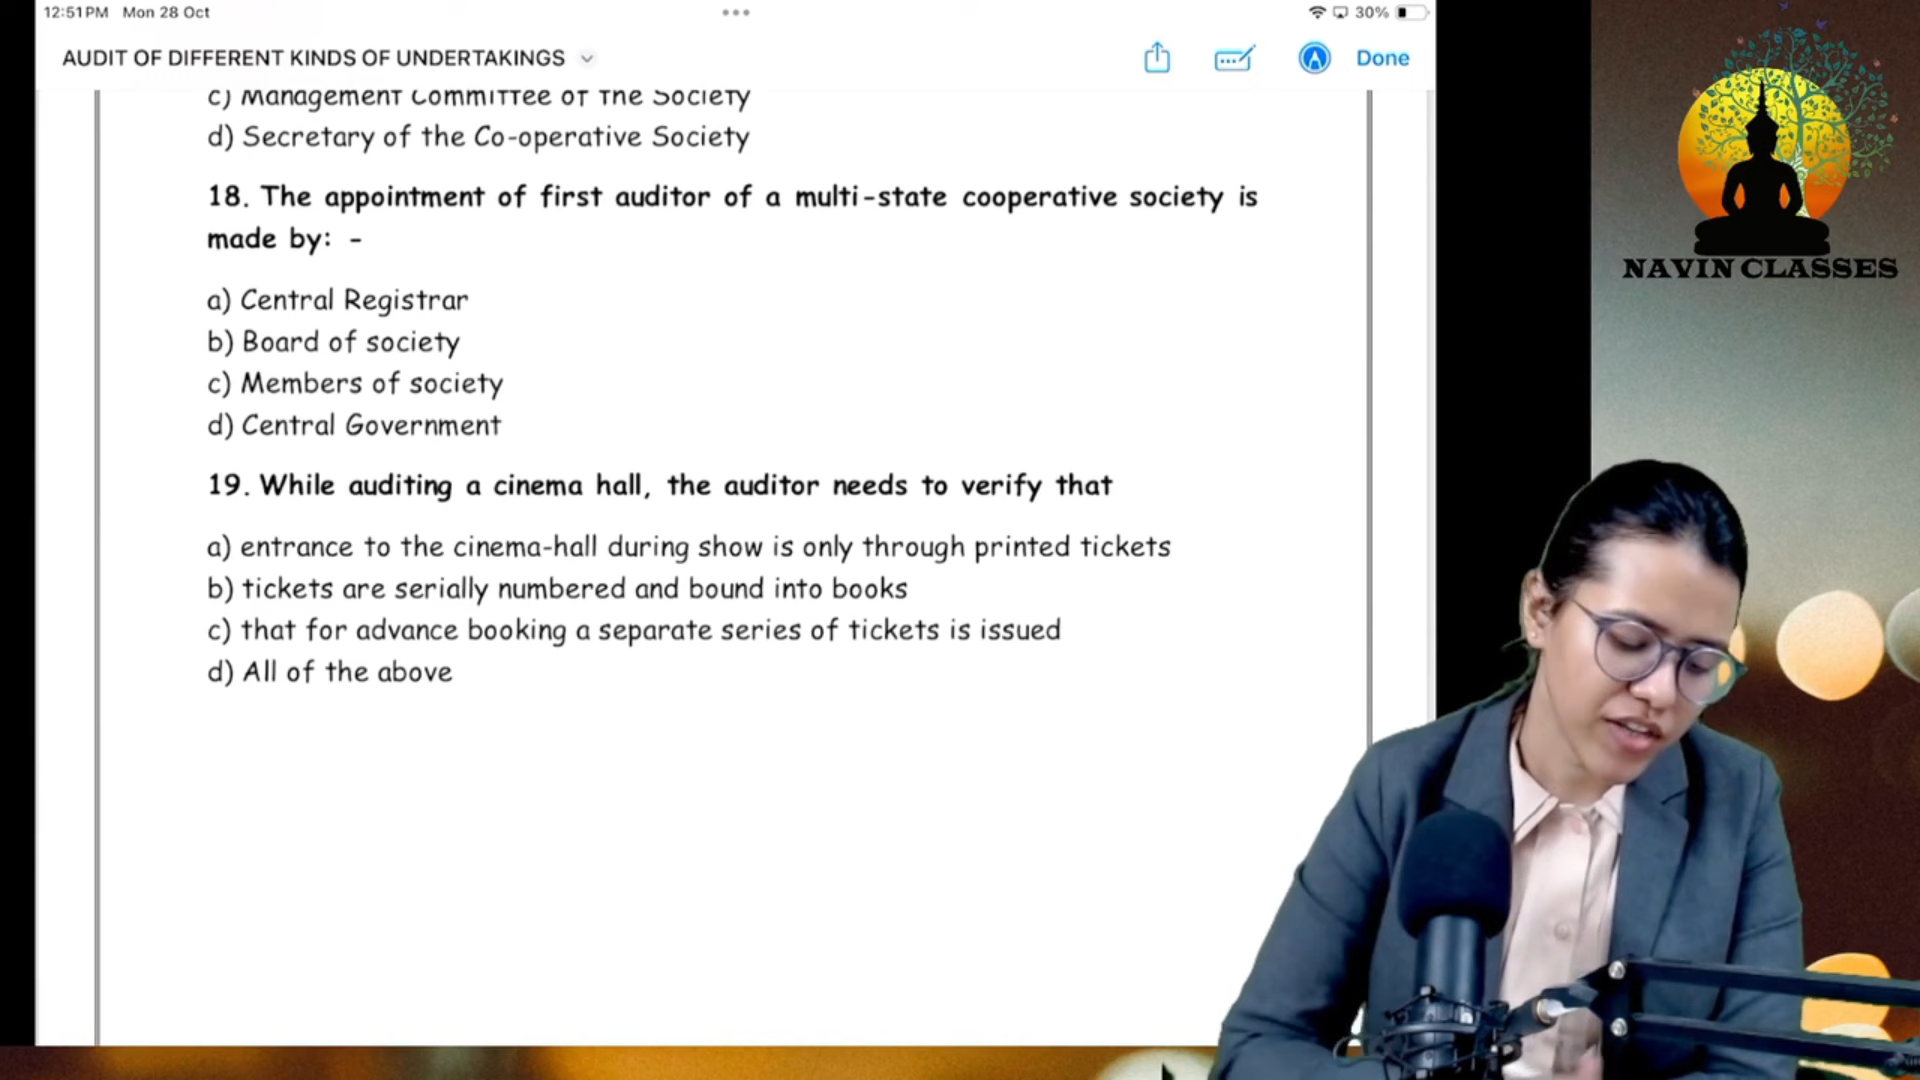 12:51 PM Mon 28 Oct
30%
AUDIT OF DIFFERENT KINDS OF UNDERTAKINGS
Done
c) Management Committee of the Society
d) Secretary of the Co-operative Society
18. The appointment of first auditor of a multi-state cooperative society is
made by: -
a) Central Registrar
b) Board of society
c) Members of society
d) Central Government
19. While auditing a cinema hall, the auditor needs to verify that
a) entrance to the cinema-hall during show is only through printed tickets
b) tickets are serially numbered and bound into books
c) that for advance booking a separate series of tickets is issued
d) All of the above
NAVIN CLASSES